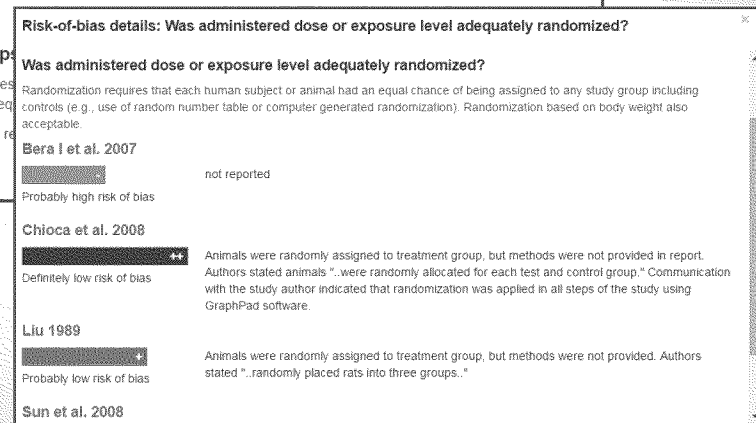 Risk-of-bias details: Was administered dose or exposure level adequately randomized?
Was administered dose or exposure level adequately randomized?
Randomization requires that each human subject or animal had an equal chance of being assigned to any study group including
controls (e.g., use of random number table or computer generated randomization). Randomization based on body weight also
acceptable.
Bera I et al. 2007
-
not reported
Probably high risk of bias
Chioca et al. 2008
++
Animals were randomly assigned to treatment group, but methods were not provided in report.
Definitely low risk of bias
Authors stated animals "..were randomly allocated for each test and control group." Communication
with the study author indicated that randomization was applied in all steps of the study using
GraphPad software.
Liu 1989
+
Animals were randomly assigned to treatment group, but methods were not provided. Authors
Probably low risk of bias
stated "..randomly placed rats into three groups.."
Sun et al. 2008